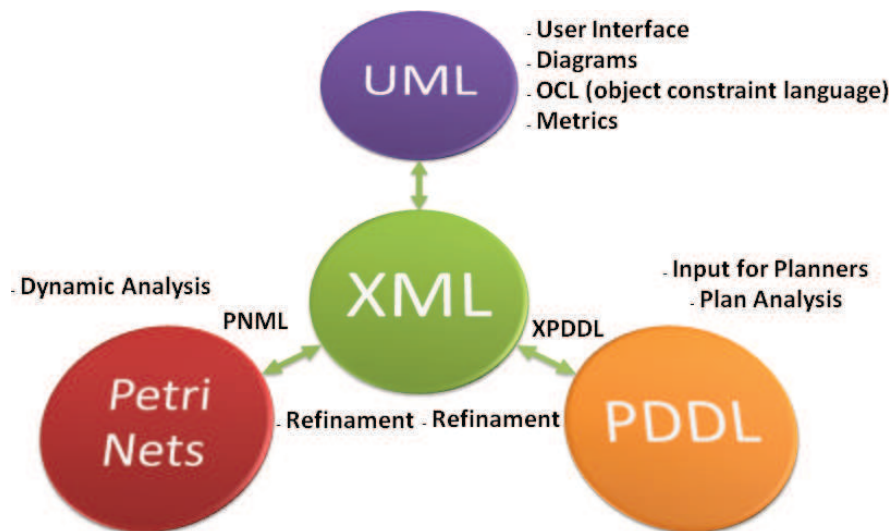 UML
- User Interface
- Diagrams
- OCL (object constraint language)
- Metrics
XML
- Dynamic Analysis
PNML
- Input for Planners
- Plan Analysis
XPDDL
Petri
Nets
- Refinament
- Refinament
PDDL